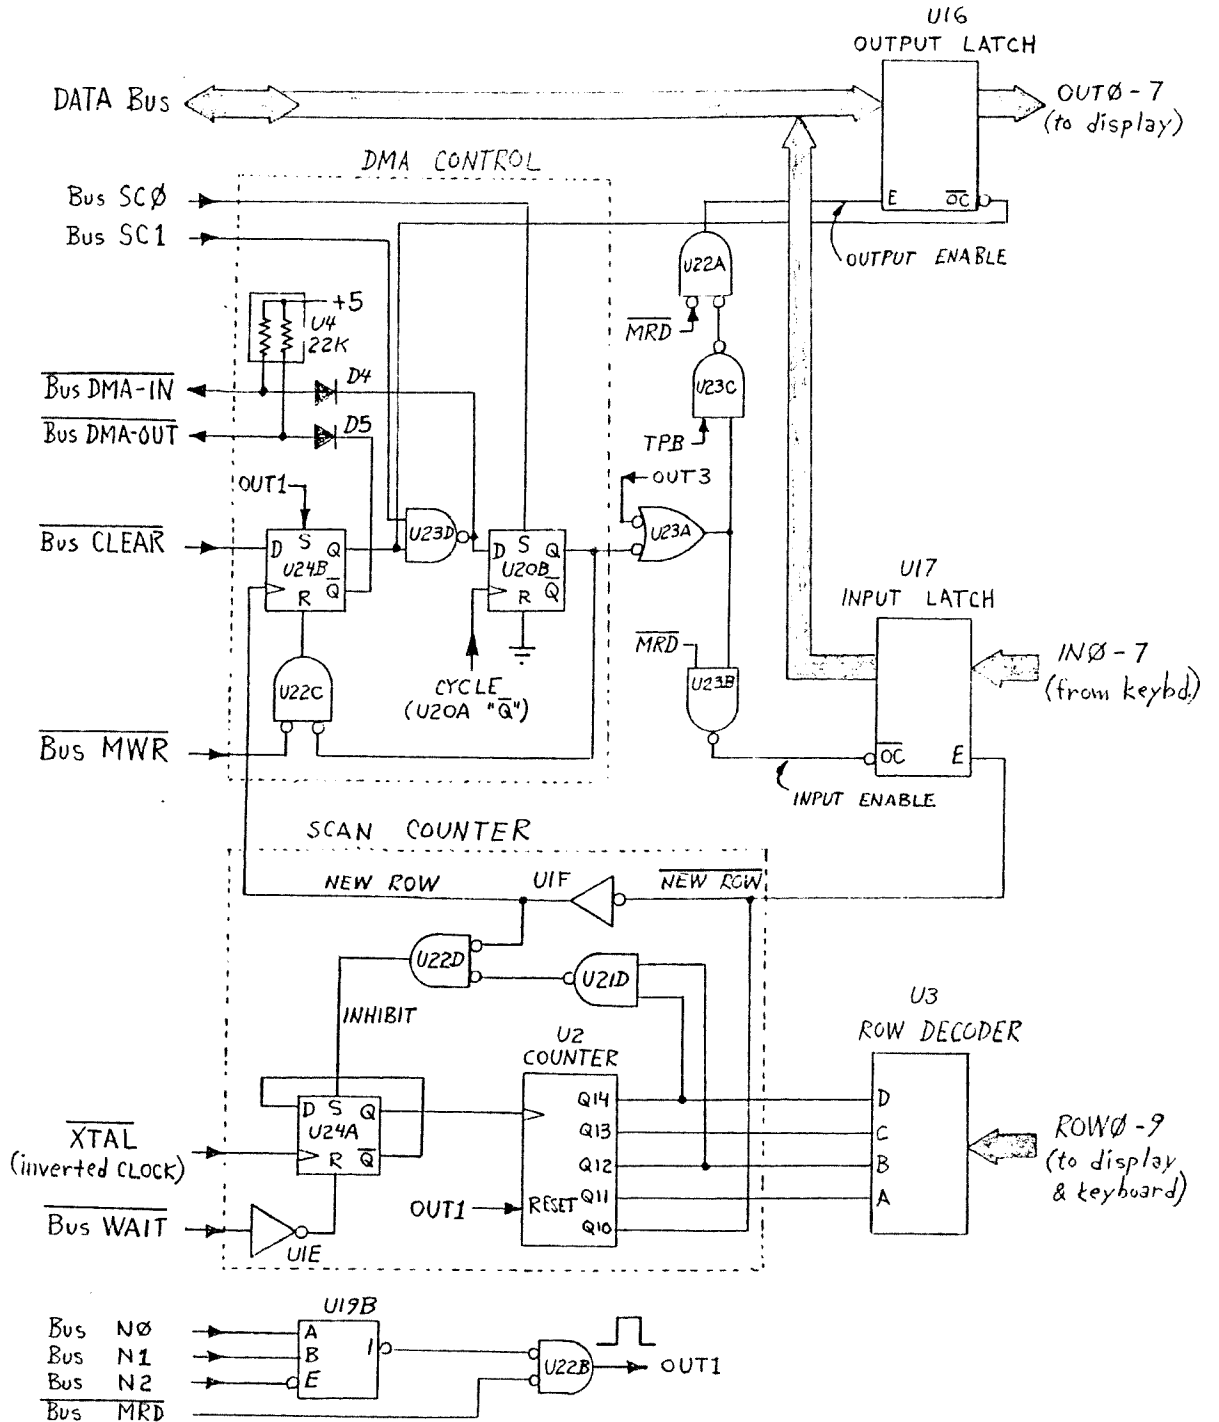 U16
OUTPUT LATCH
DATA Bus
OUTØ-7
(to display)
DMA CONTROL
Bus SCØ
Bus SC1
E
OC
OUTPUT ENABLE
U22A
+5
U4
22K
MRD
Bus DMA-IN
D4
U23C
Bus DMA-OUT
D5
TPB
OUT1
OUT3
Bus CLEAR
D S Q
U24B
Q
R
U23D
D S Q
U20B
Q
R
U23A
U17
INPUT LATCH
MRD
U22C
CYCLE
(U20A "Q")
U23B
INØ-7
(from keybd.)
Bus MWR
OC
E
INPUT ENABLE
SCAN COUNTER
NEW ROW
U1F
NEW ROW
U22D
U21D
INHIBIT
U2
COUNTER
U3
ROW DECODER
D S Q
U24A
R Q
Q14
Q13
Q12
Q11
Q10
RESET
D
C
B
A
XTAL
(inverted CLOCK)
ROWØ-9
(to display
& keyboard)
OUT1
Bus WAIT
U1E
U19B
Bus NØ
A
1
Bus N1
B
U22B
OUT1
Bus N2
E
Bus MRD